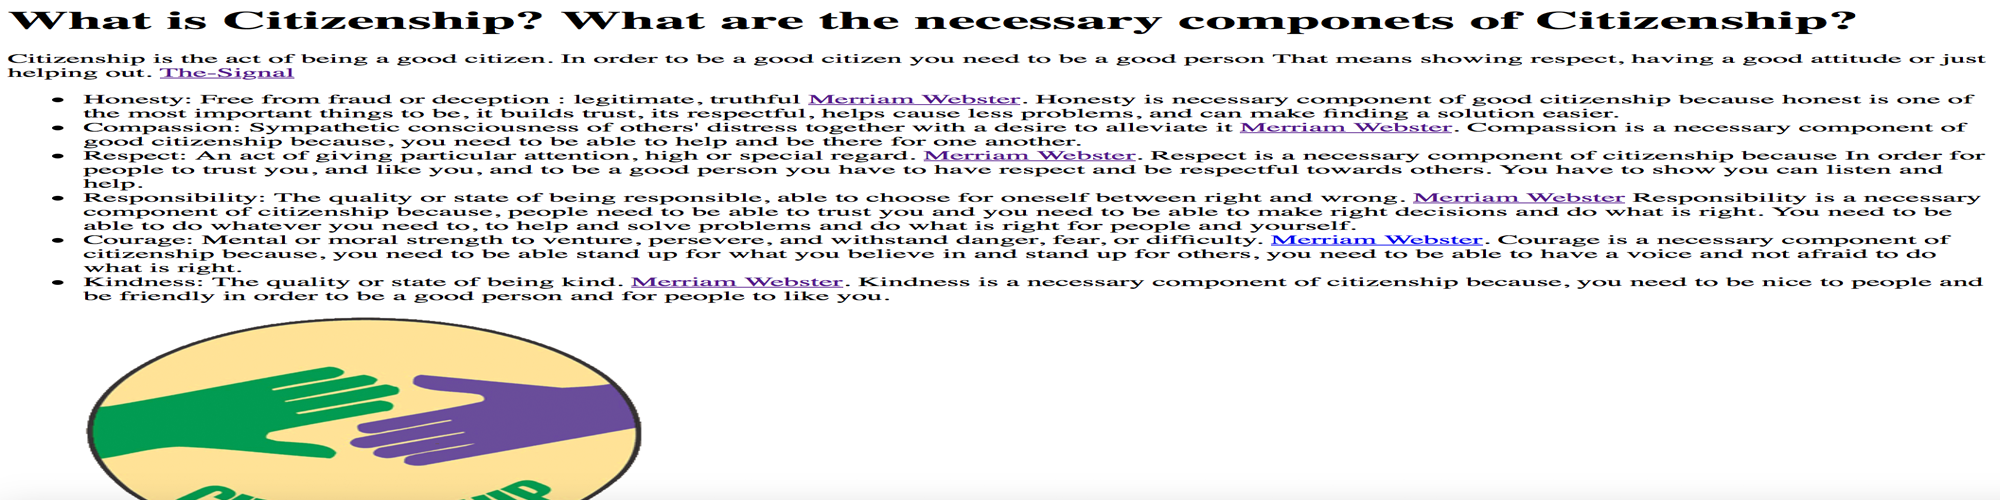 What is Citizenship? What are the necessary componets of Citizenship?
Citizenship is the act of being a good citizen. In order to be a good citizen you need to be a good person That means showing respect, having a good attitude or just
helping out. The-Signal
• Honesty: Free from fraud or deception : legitimate, truthful Merriam Webster. Honesty is necessary component of good citizenship because honest is one of
the most important things to be, it builds trust, its respectful, helps cause less problems, and can make finding a solution easier.
• Compassion: Sympathetic consciousness of others' distress together with a desire to alleviate it Merriam Webster. Compassion is a necessary component of
good citizenship because, you need to be able to help and be there for one another.
• Respect: An act of giving particular attention, high or special regard. Merriam Webster. Respect is a necessary component of citizenship because In order for
people to trust you, and like you, and to be a good person you have to have respect and be respectful towards others. You have to show you can listen and
help.
• Responsibility: The quality or state of being responsible, able to choose for oneself between right and wrong. Merriam Webster Responsibility is a necessary
component of citizenship because, people need to be able to trust you and you need to be able to make right decisions and do what is right. You need to be
able to do whatever you need to, to help and solve problems and do what is right for people and yourself.
• Courage: Mental or moral strength to venture, persevere, and withstand danger, fear, or difficulty. Merriam Webster. Courage is a necessary component of
citizenship because, you need to be able stand up for what you believe in and stand up for others, you need to be able to have a voice and not afraid to do
what is right.
• Kindness: The quality or state of being kind. Merriam Webster. Kindness is a necessary component of citizenship because, you need to be nice to people and
be friendly in order to be a good person and for people to like you.